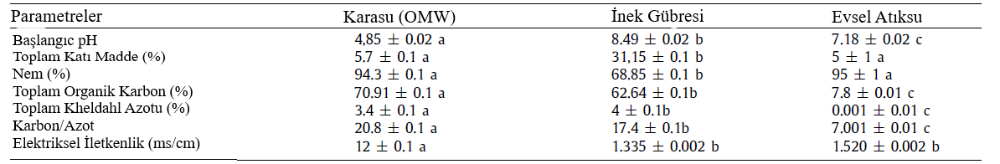 Parametreler Karasu (OMW) İnek Gübresi Evsel Atıksu
Başlangıc pH 4,85 ± 0.02 a 8.49 ± 0.02 b 7.18 ± 0.02 c
Toplam Katı Madde (%) 5.7 ± 0.1 a 31,15 ± 0.1 b 5 ± 1 a
Nem (%) 94.3 ± 0.1 a 68.85 ± 0.1 b 95 ± 1 a
Toplam Organik Karbon (%) 70.91 ± 0.1 a 62.64 ± 0.1b 7.8 ± 0.01 c
Toplam Kheldahl Azotu (%) 3.4 ± 0.1 a 4 ± 0.1b 0.001 ± 0.01 c
Karbon/Azot 20.8 ± 0.1 a 17.4 ± 0.1b 7.001 ± 0.01 c
Elektriksel İletkenlik (ms/cm) 12 ± 0.1 a 1.335 ± 0.002 b 1.520 ± 0.002 b